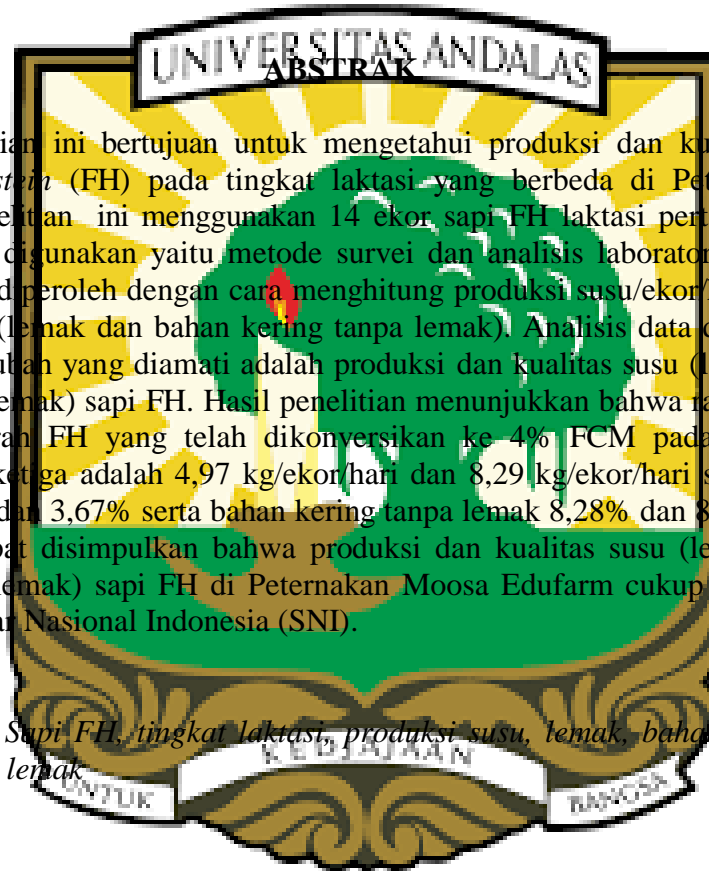 UNIVERSITAS ANDALAS
ABSTRAK
ian ini bertujuan untuk mengetahui produksi dan ku
stein (FH) pada tingkat laktasi yang berbeda di Pet
elitian ini menggunakan 14 ekor sapi FH laktasi pert
digunakan yaitu metode survei dan analisis laborator
diperoleh dengan cara menghitung produksi susu/ekor/
(lemak dan bahan kering tanpa lemak). Analisis data d
ubah yang diamati adalah produksi dan kualitas susu (l
emak) sapi FH. Hasil penelitian menunjukkan bahwa ra
rah FH yang telah dikonversikan ke 4% FCM pada
ketiga adalah 4,97 kg/ekor/hari dan 8,29 kg/ekor/hari s
dan 3,67% serta bahan kering tanpa lemak 8,28% dan 8
pat disimpulkan bahwa produksi dan kualitas susu (le
lemak) sapi FH di Peternakan Moosa Edufarm cukup
ar Nasional Indonesia (SNI).
Sapi FH, tingkat laktasi, produksi susu, lemak, baha
lemak
KEDJAJAAN
UNTUK
BANGSA